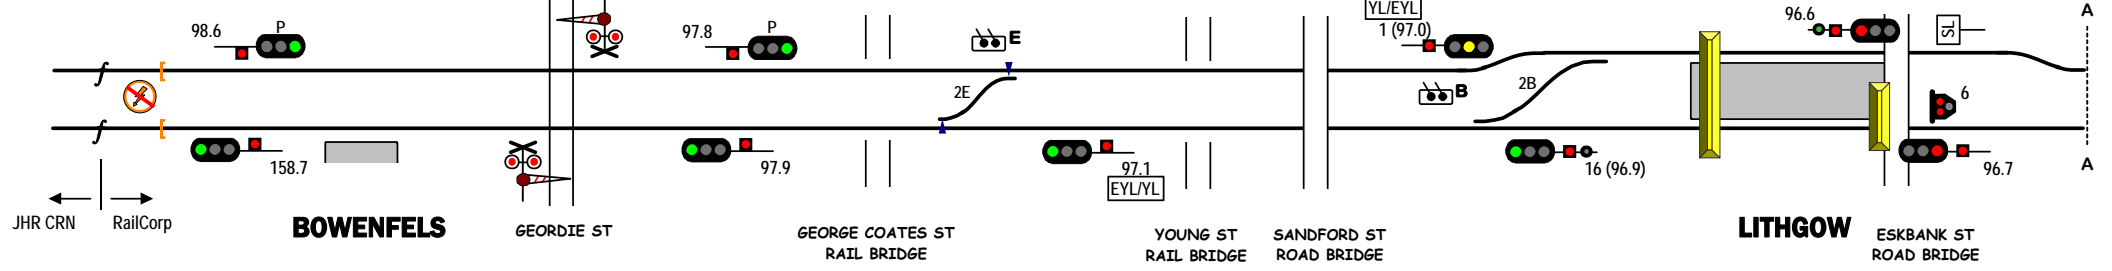 YL/EYL
A
98.6
P
97.8
P
1 (97.0)
96.6
SL
E
2E
B
2B
6
158.7
97.9
97.1
EYL/YL
16 (96.9)
96.7
A
JHR CRN
RailCorp
BOWENFELS
GEORDIE ST
GEORGE COATES ST
RAIL BRIDGE
YOUNG ST
RAIL BRIDGE
SANDFORD ST
ROAD BRIDGE
LITHGOW
ESKBANK ST
ROAD BRIDGE